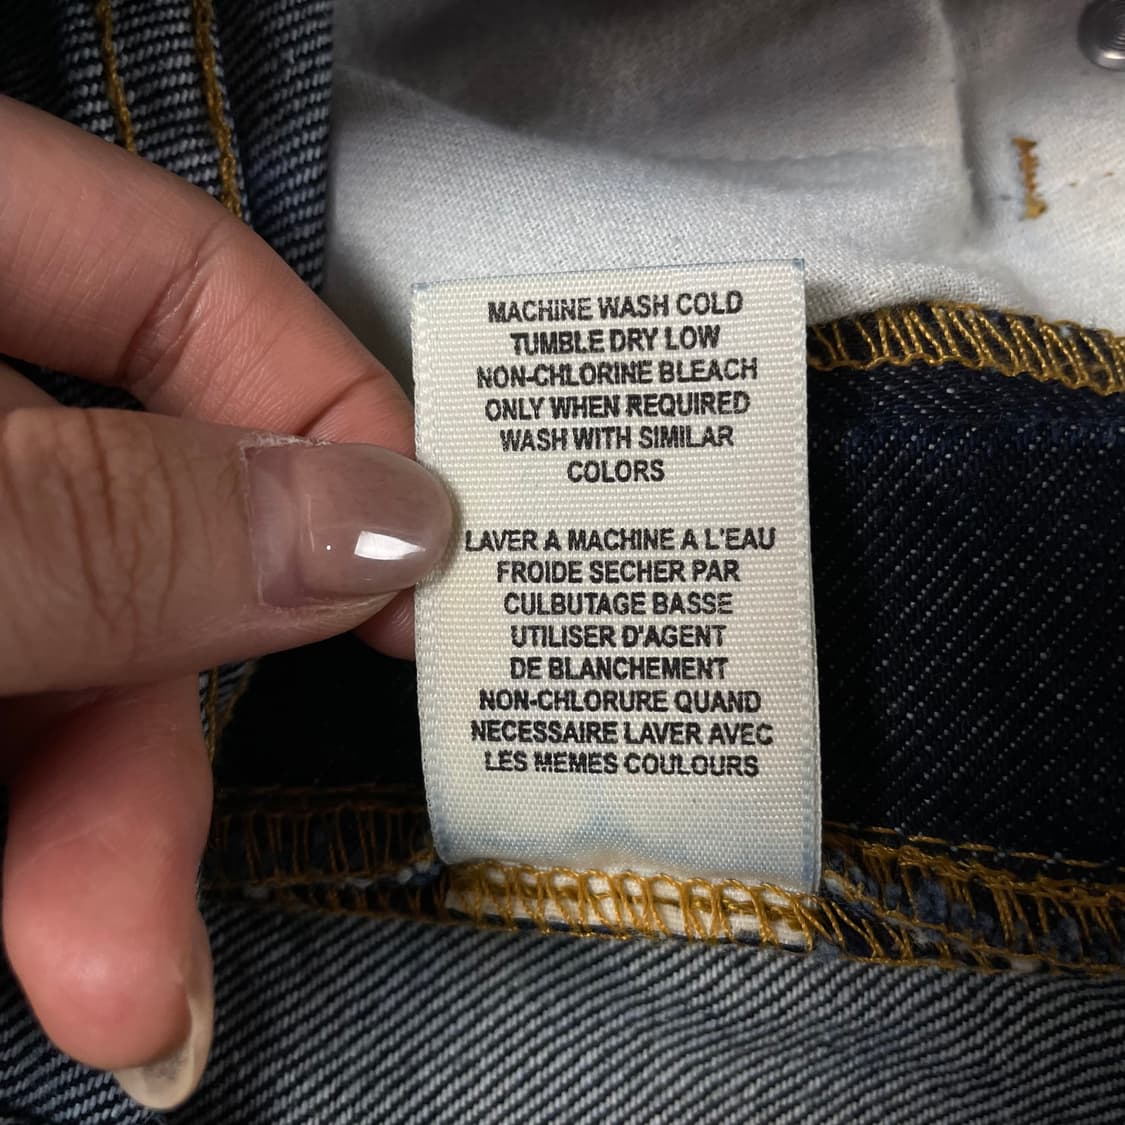 MACHINE WASH COLD
TUMBLE DRY LOW
NON-CHLORINE BLEACH
ONLY WHEN REQUIRED
WASH WITH SIMILAR
COLORS
LAVER A MACHINE A L'EAU
FROIDE SECHER PAR
CULBUTAGE BASSE
UTILISER D'AGENT
DE BLANCHEMENT
NON-CHLORURE QUAND
NECESSAIRE LAVER AVEC
LES MEMES COULOURS